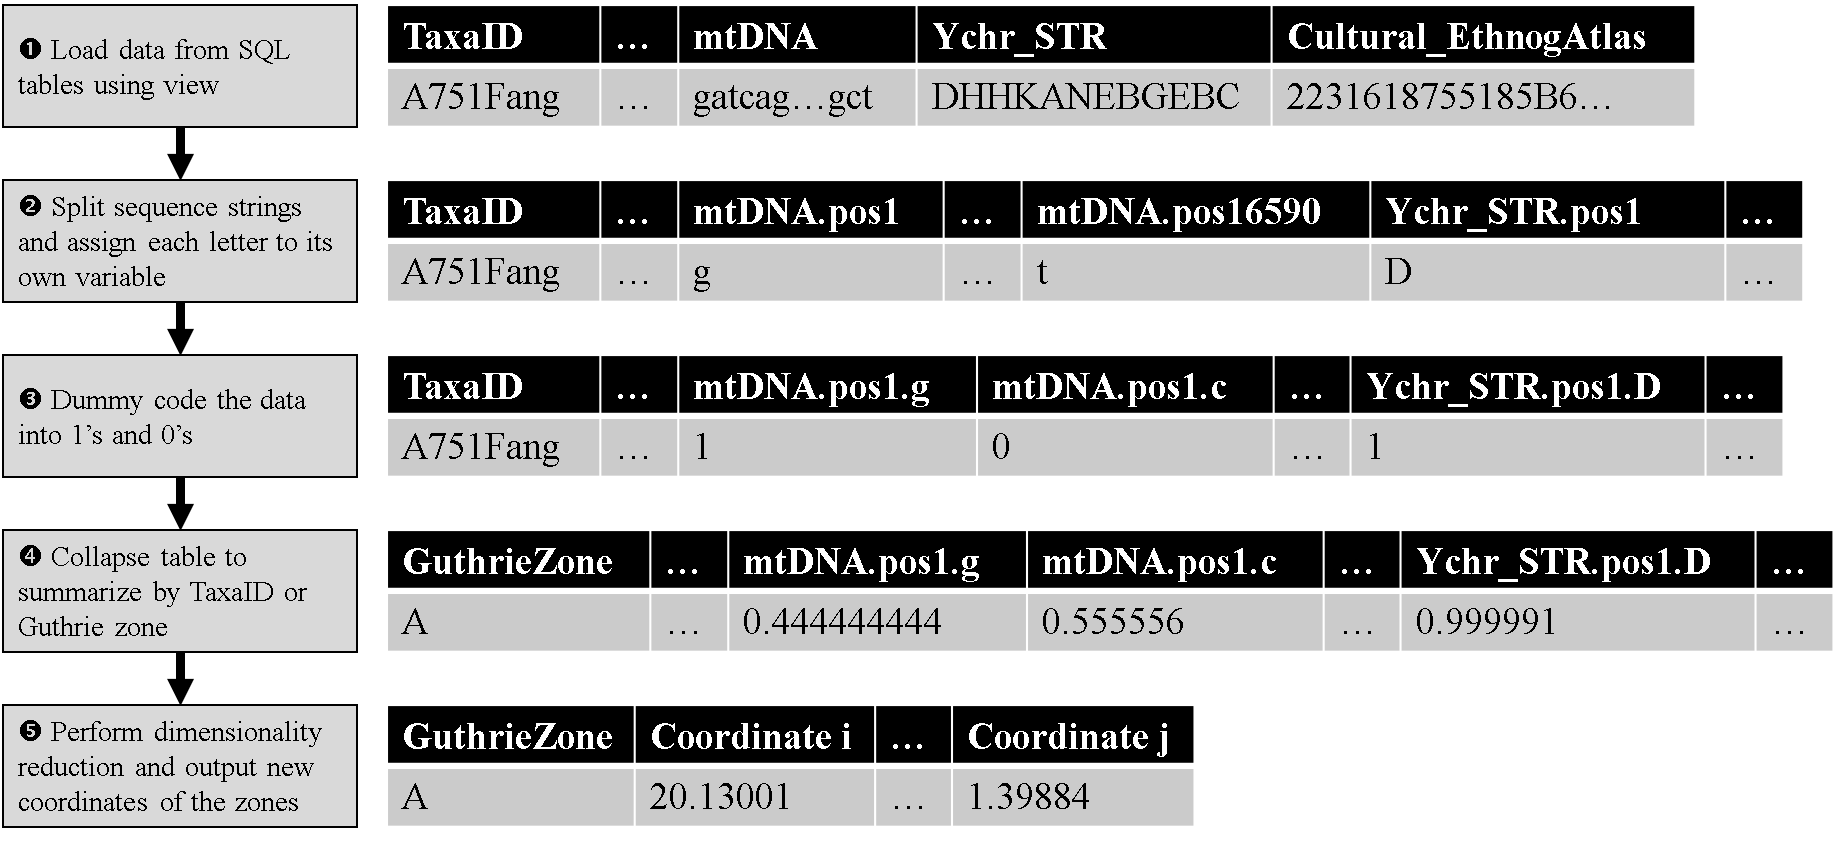 ❶ Load data from SQL
tables using view
TaxaID … mtDNA Ychr_STR Cultural_EthnogAtlas
A751Fang … gatcag…gct DHHKANEBGEBC 2231618755185B6…
❷ Split sequence strings
and assign each letter to its
own variable
TaxaID … mtDNA.pos1 … mtDNA.pos16590 Ychr_STR.pos1 …
A751Fang … g … t D …
❸ Dummy code the data
into 1’s and 0’s
TaxaID … mtDNA.pos1.g mtDNA.pos1.c … Ychr_STR.pos1.D …
A751Fang … 1 0 … 1 …
❹ Collapse table to
summarize by TaxaID or
Guthrie zone
GuthrieZone … mtDNA.pos1.g mtDNA.pos1.c … Ychr_STR.pos1.D …
A … 0.444444444 0.555556 … 0.999991 …
❺ Perform dimensionality
reduction and output new
coordinates of the zones
GuthrieZone Coordinate i … Coordinate j
A 20.13001 … 1.39884